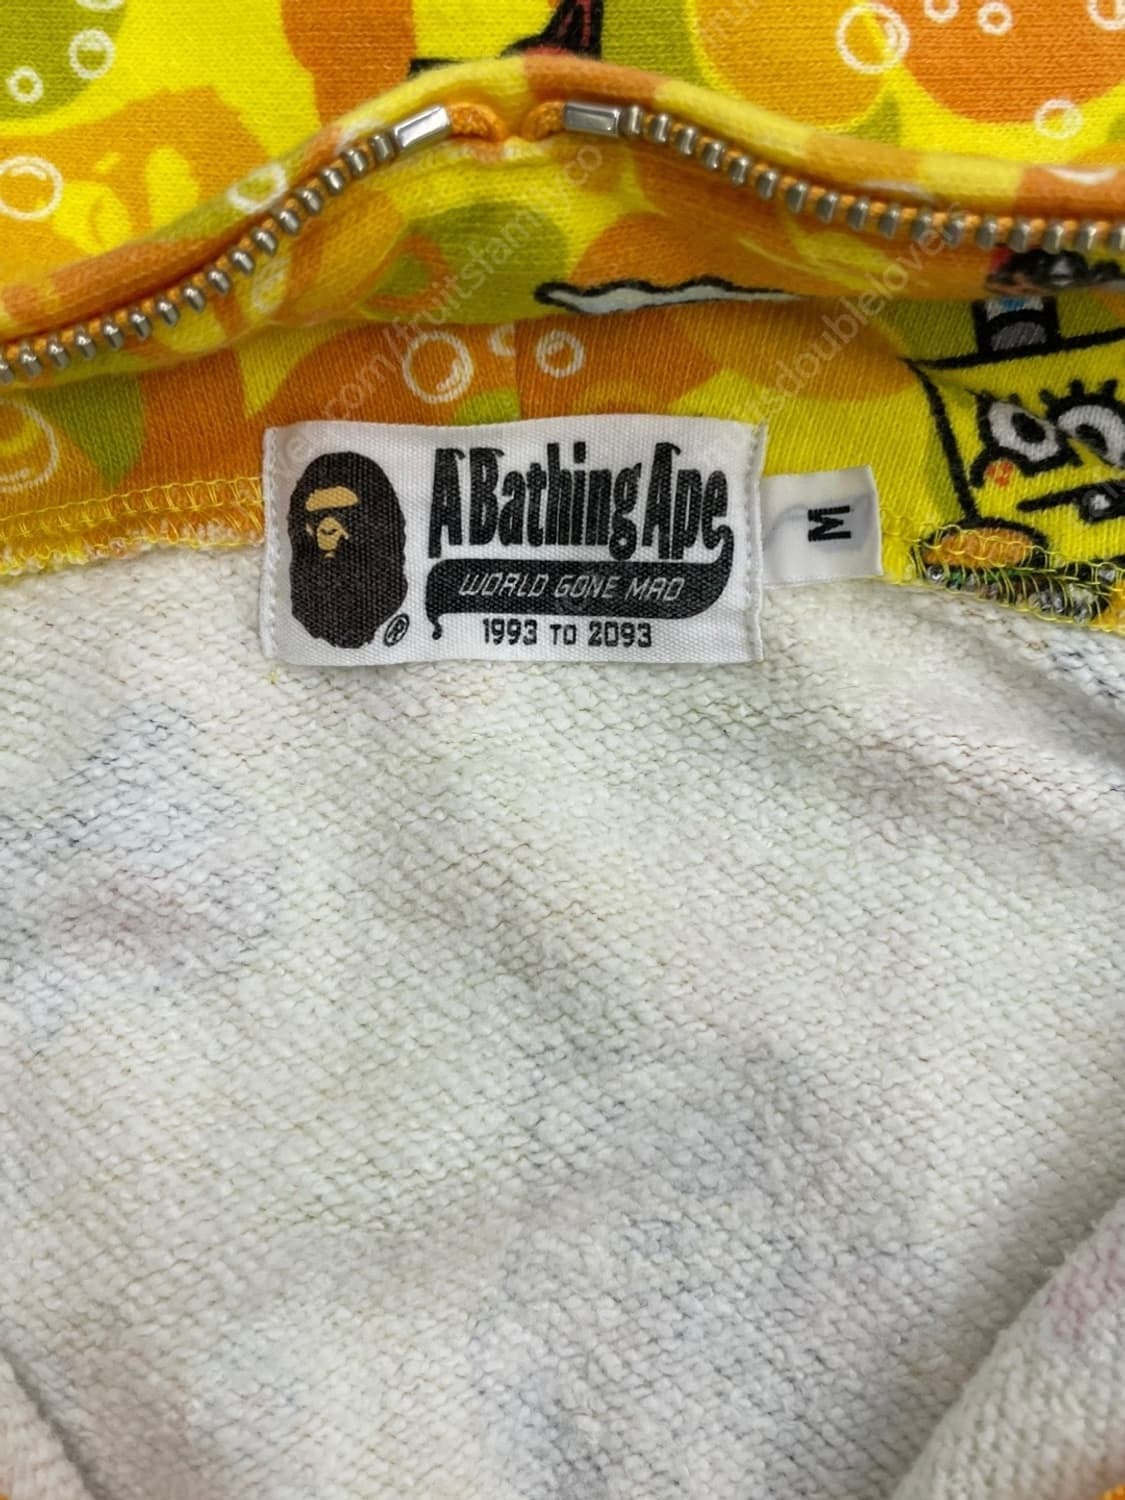 A Bathing Ape
WORLD GONE MAD
1993 TO 2093
®
M